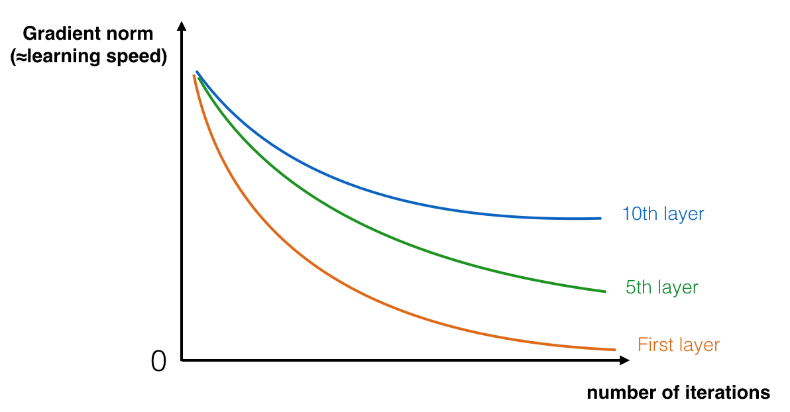 Gradient norm
(≈learning speed)
10th layer
5th layer
First layer
0
number of iterations